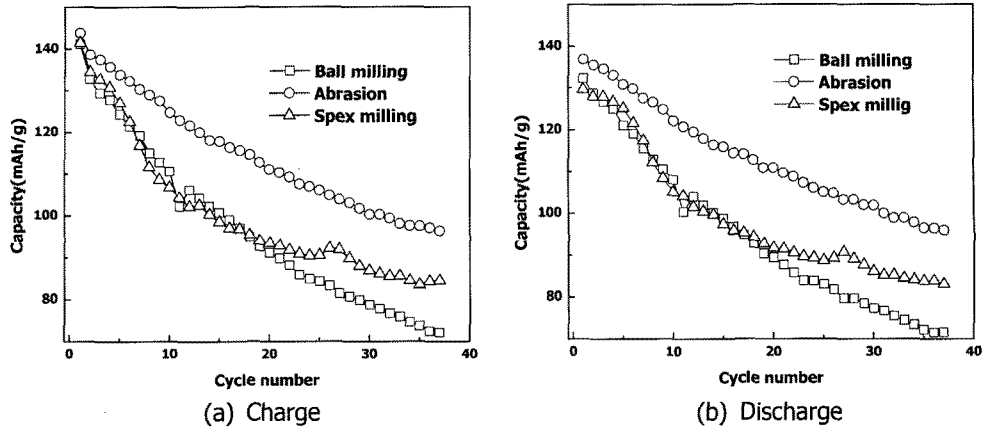 140
120
100
80
Capacity(mAh/g)
Ball milling
Abrasion
Spex milling
0
10
20
30
40
Cycle number
(a) Charge
140
120
100
80
Capacity(mAh/g)
Ball milling
Abrasion
Spex millig
0
10
20
30
40
Cycle number
(b) Discharge